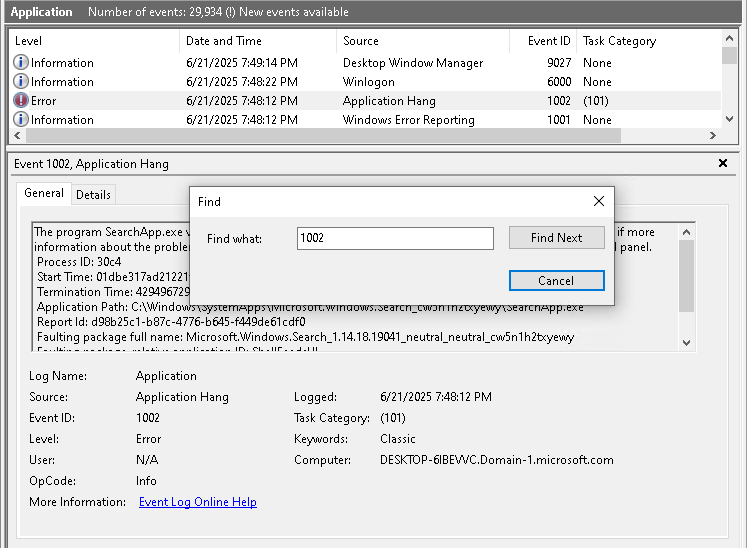 Application Number of events: 29,934 (!) New events available
Level Date and Time Source Event ID Task Category
Information 6/21/2025 7:49:14 PM Desktop Window Manager 9027 None
Information 6/21/2025 7:48:22 PM Winlogon 6000 None
Error 6/21/2025 7:48:12 PM Application Hang 1002 (101)
Information 6/21/2025 7:48:12 PM Windows Error Reporting 1001 None
Event 1002, Application Hang
General Details
Find
Find what: 1002 Find Next
Cancel
The program SearchApp.exe if more
information about the panel.
Process ID: 30c4
Start Time:
Termination Time:
Application Path: C:\Windows\SystemApps\Microsoft.Windows.Search_cw5n1h2txyewy\SearchApp.exe
Report Id: d98b25c1-b87c-4776-b645-f449de61cdf0
Faulting package full name: Microsoft.Windows.Search_1.14.18.19041_neutral_neutral_cw5n1h2txyewy
Faulting package-relative application ID: ShellFeedsUI
Log Name: Application
Source: Application Hang Logged: 6/21/2025 7:48:12 PM
Event ID: 1002 Task Category: (101)
Level: Error Keywords: Classic
User: N/A Computer: DESKTOP-6IBEVVC.Domain-1.microsoft.com
OpCode: Info
More Information: Event Log Online Help